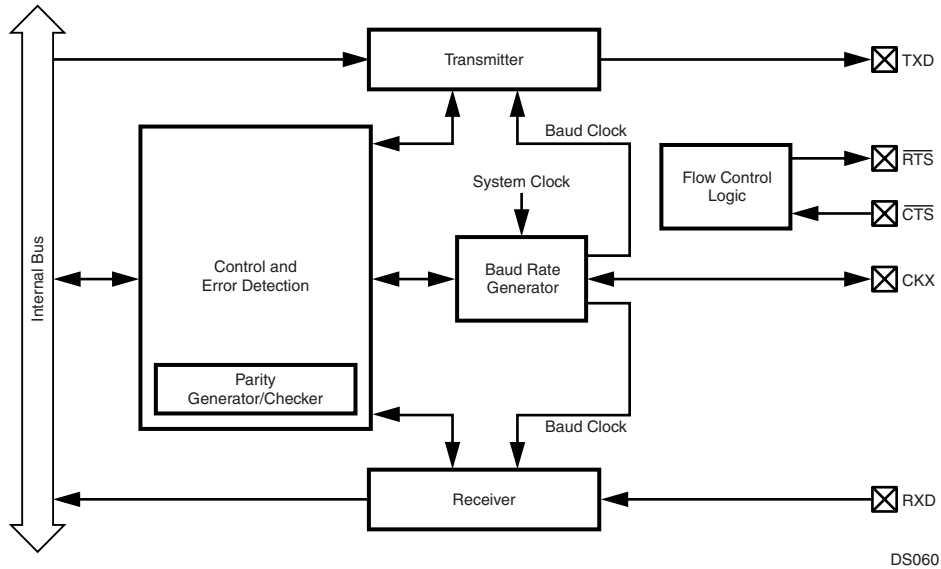 Transmitter
TXD
Baud Clock
RTS
System Clock
Flow Control
Logic
CTS
Internal Bus
Control and
Error Detection
Baud Rate
Generator
CKX
Parity
Generator/Checker
Baud Clock
Receiver
RXD
DS060